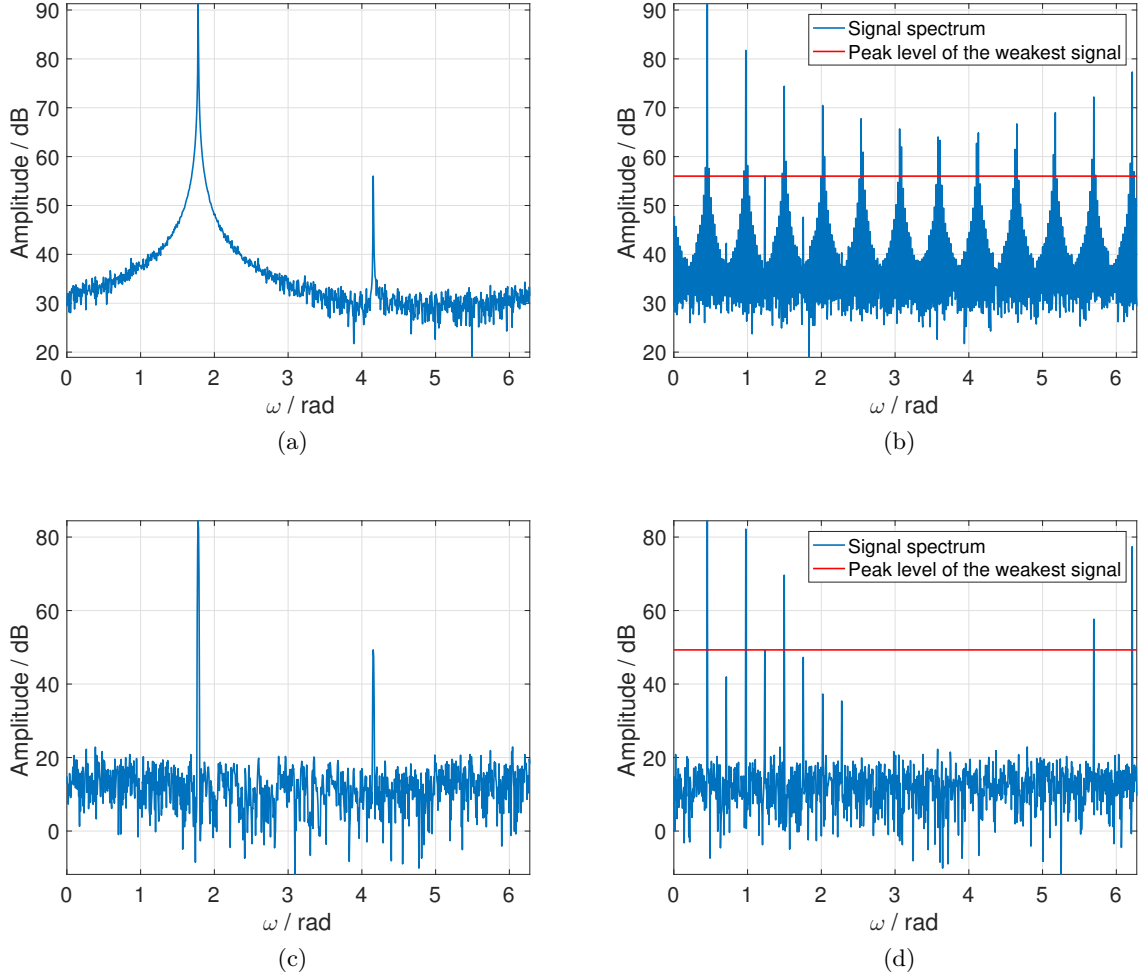 90
80
70
60
50
40
30
20
Amplitude / dB
0 1 2 3 4 5 6
ω / rad
(a)
90
80
70
60
50
40
30
20
Amplitude / dB
Signal spectrum
Peak level of the weakest signal
0 1 2 3 4 5 6
ω / rad
(b)
80
60
40
20
0
Amplitude / dB
0 1 2 3 4 5 6
ω / rad
(c)
80
60
40
20
0
Amplitude / dB
Signal spectrum
Peak level of the weakest signal
0 1 2 3 4 5 6
ω / rad
(d)